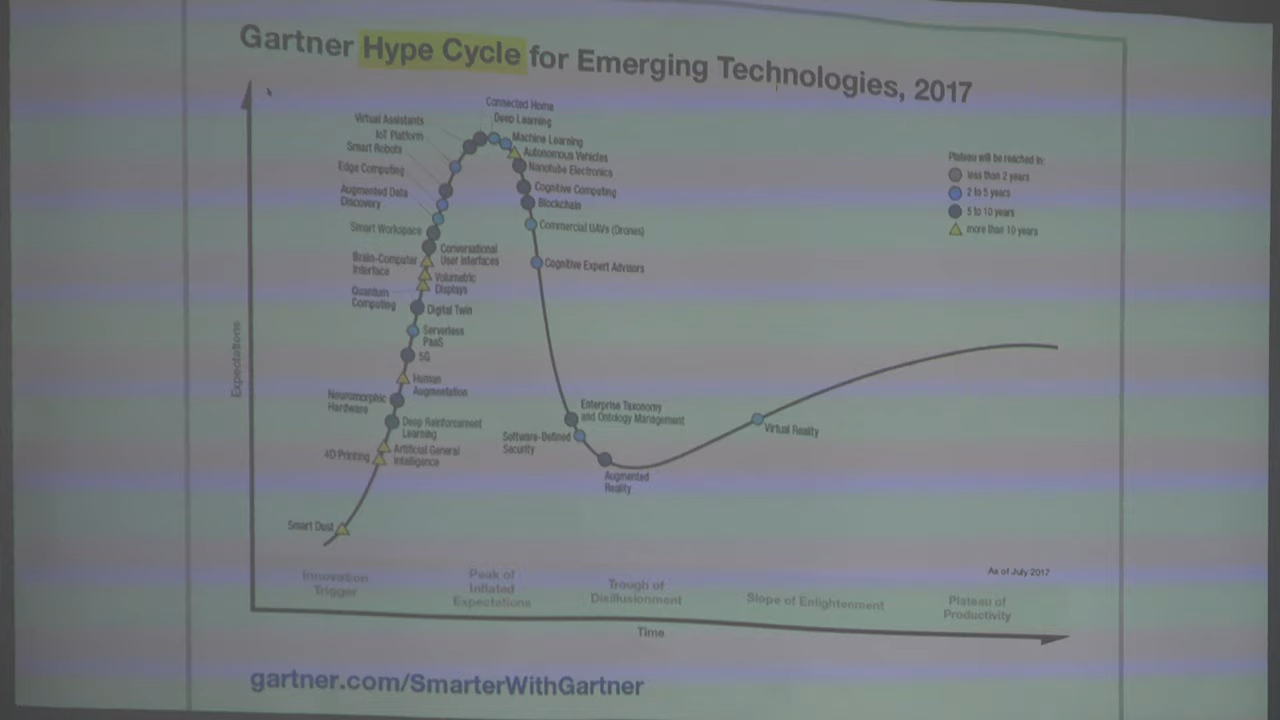 Gartner Hype Cycle for Emerging Technologies, 2017
Connected Home
Virtual Assistants
Deep Learning
IoT Platform
Machine Learning
Smart Robots
Autonomous Vehicles
Edge Computing
Nanotube Electronics
Augmented Data
Discovery
Cognitive Computing
Blockchain
Smart Workspace
Commercial UAVs (Drones)
Conversational
User Interfaces
Brain-Computer
Interface
Cognitive Expert Advisors
Volumetric
Displays
Quantum
Computing
Digital Twin
Serverless
PaaS
5G
Human
Augmentation
Neuromorphic
Hardware
Deep Reinforcement
Learning
Artificial General
Intelligence
4D Printing
Smart Dust
Enterprise Taxonomy
and Ontology Management
Software-Defined
Security
Augmented
Reality
Virtual Reality
Plateau will be reached in:
less than 2 years
2 to 5 years
5 to 10 years
more than 10 years
Expectations
As of July 2017
Innovation
Trigger
Peak of
Inflated
Expectations
Trough of
Disillusionment
Slope of Enlightenment
Plateau of
Productivity
Time
gartner.com/SmarterWithGartner